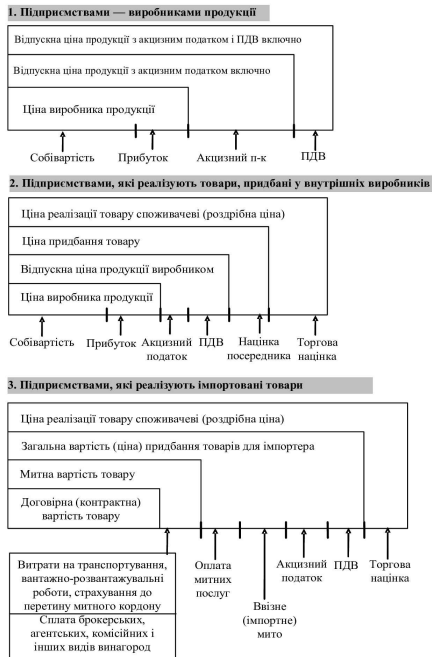 1. Підприємствами — виробниками продукції
Відпускна ціна продукції з акцизним податком і ПДВ включно
Відпускна ціна продукції з акцизним податком включно
Ціна виробника продукції
Собівартість Прибуток Акцизний п-к ПДВ
2. Підприємствами, які реалізують товари, придбані у внутрішніх виробників
Ціна реалізації товару споживачеві (роздрібна ціна)
Ціна придбання товару
Відпускна ціна продукції виробником
Ціна виробника продукції
Собівартість Прибуток Акцизний податок ПДВ Націнка посередника Торгова націнка
3. Підприємствами, які реалізують імпортовані товари
Ціна реалізації товару споживачеві (роздрібна ціна)
Загальна вартість (ціна) придбання товарів для імпортера
Митна вартість товару
Договірна (контрактна)
вартість товару
Витрати на транспортування,
вантажно-розвантажувальні
роботи, страхування до
перетину митного кордону
Сплата брокерських,
агентських, комісійних і
інших видів винагород
Оплата
митних
послуг
Ввізне
(імпортне)
мито
Акцизний
податок
ПДВ
Торгова
націнка